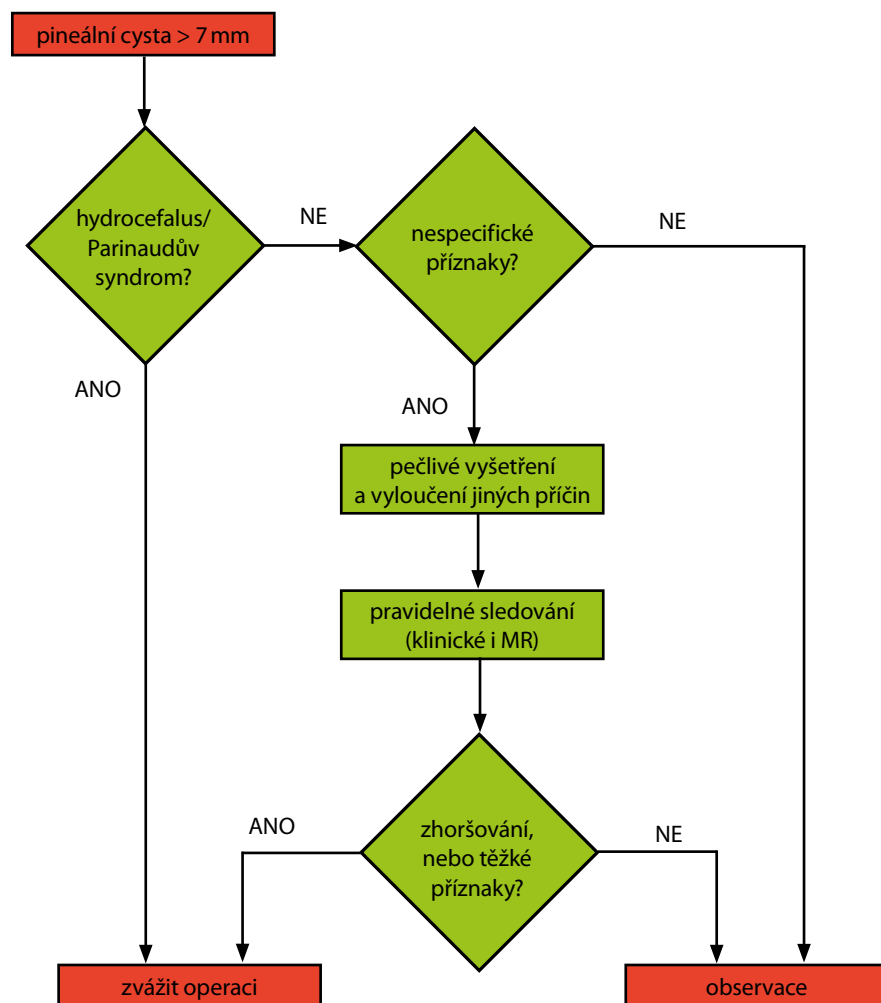 pineální cysta > 7 mm
hydrocefalus/
Parinaudův
syndrom?
NE
nespecifické
příznaky?
NE
ANO
ANO
pečlivé vyšetření
a vyloučení jiných příčin
pravidelné sledování
(klinické i MR)
ANO
zhoršování,
nebo těžké
příznaky?
NE
zvážit operaci
observace